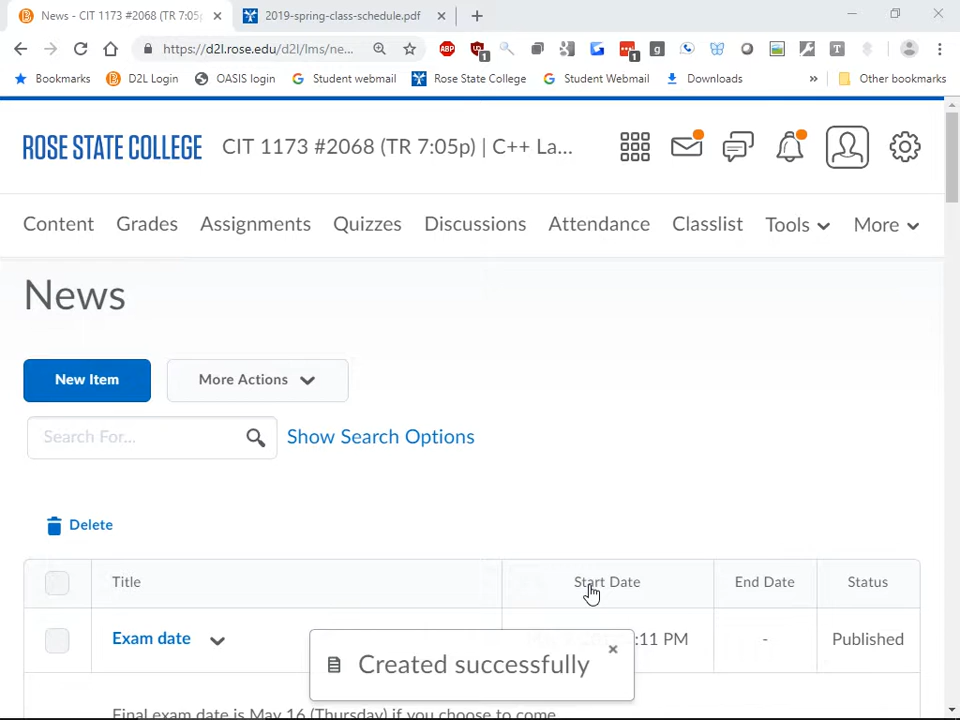 News - CIT 1173 #2068 (TR 7:05p
2019-spring-class-schedule.pdf
https://d2l.rose.edu/d2l/lms/ne...
ABP
1
1
g
T
Bookmarks D2L Login OASIS login Student webmail Rose State College Student Webmail Downloads » Other bookmarks
ROSE STATE COLLEGE CIT 1173 #2068 (TR 7:05p) | C++ La...
Content Grades Assignments Quizzes Discussions Attendance Classlist Tools More
News
New Item More Actions
Search For... Show Search Options
Delete
Title Start Date End Date Status
Exam date :11 PM - Published
Created successfully
Final exam date is May 16 (Thursday) if you choose to come